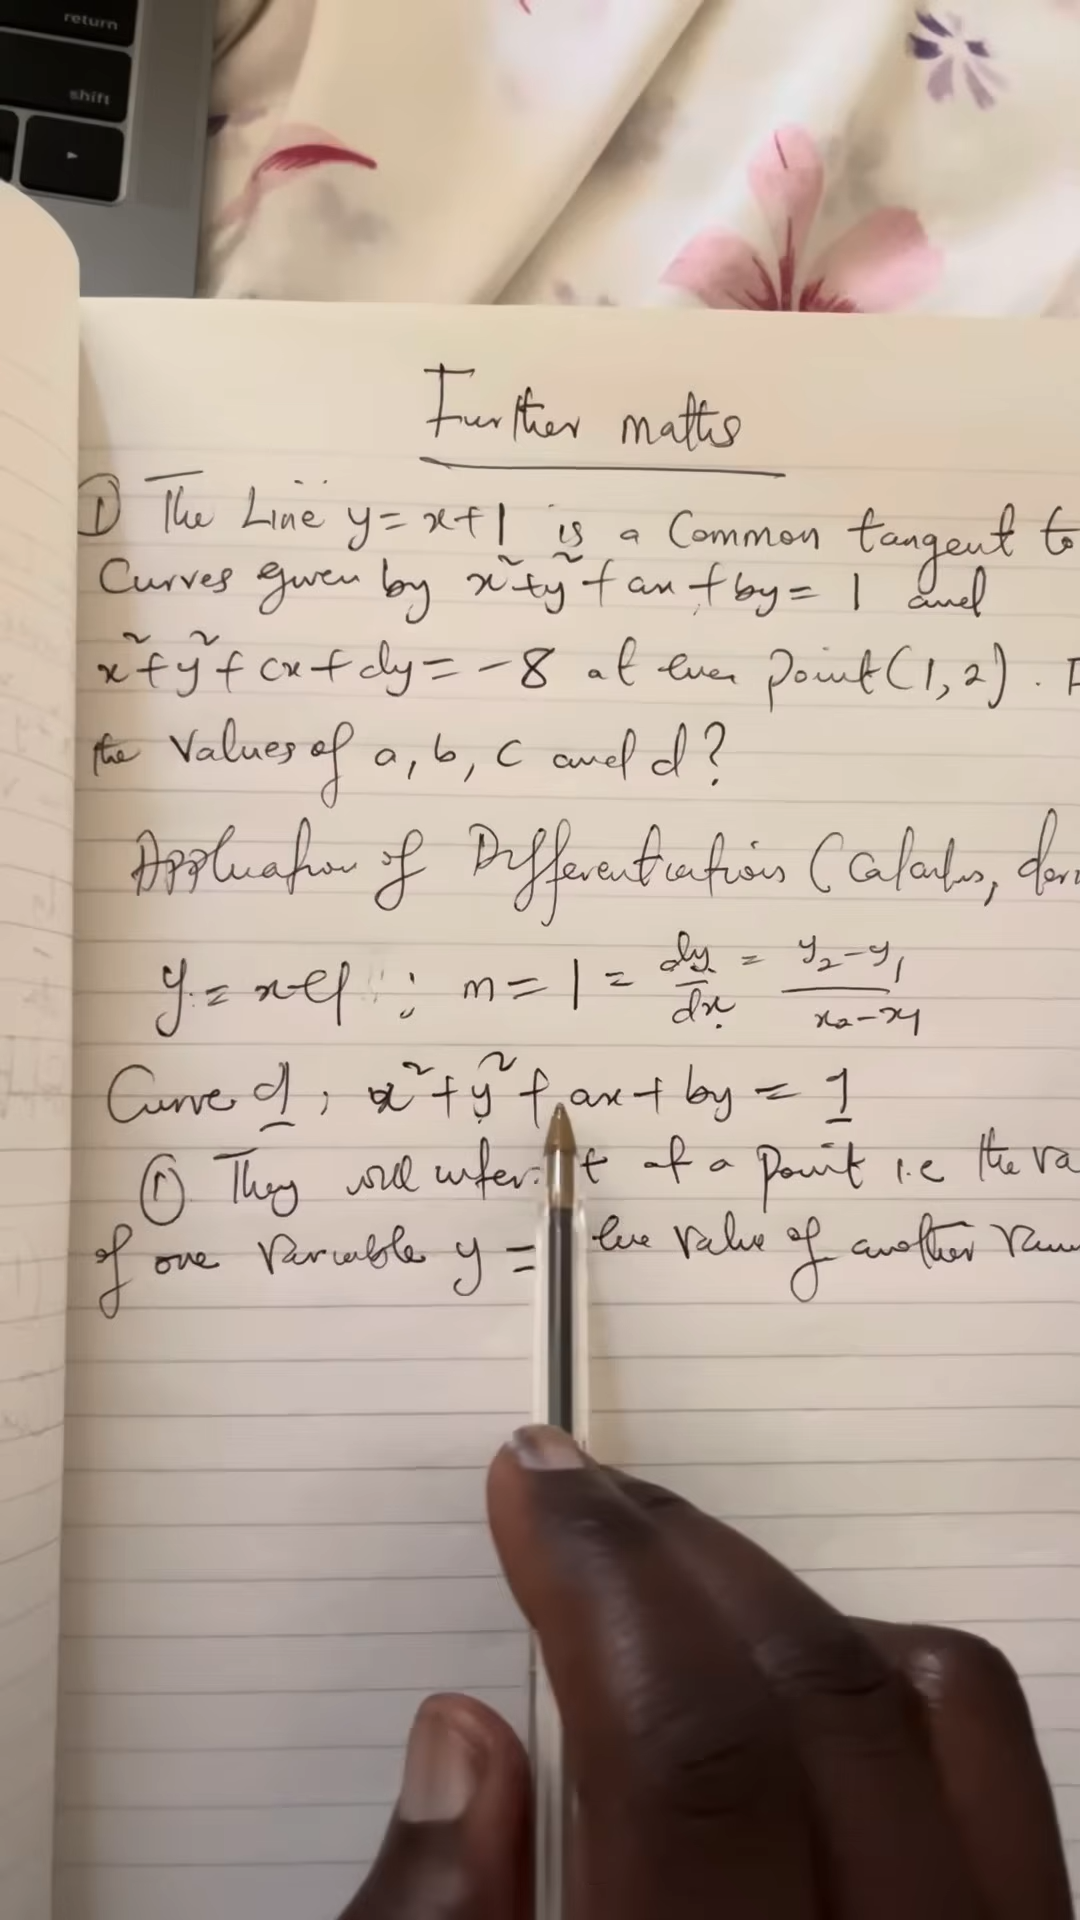 return
shift
Further maths
① The Line y = x+1 is a Common tangent to
Curves given by x²+y²+ax+by = 1 and
x²+y²+cx+dy = -8 at the point (1, 2).
the Values of a, b, c and d?
Application of Differentiation (Calculus,
y = x+1 ; m = 1 = dy/dx = y₂-y₁/x₂-x₁
Curve 1, x²+y²+ax+by = 1
① They will at a point i.e the
of one Variable y = the value of another